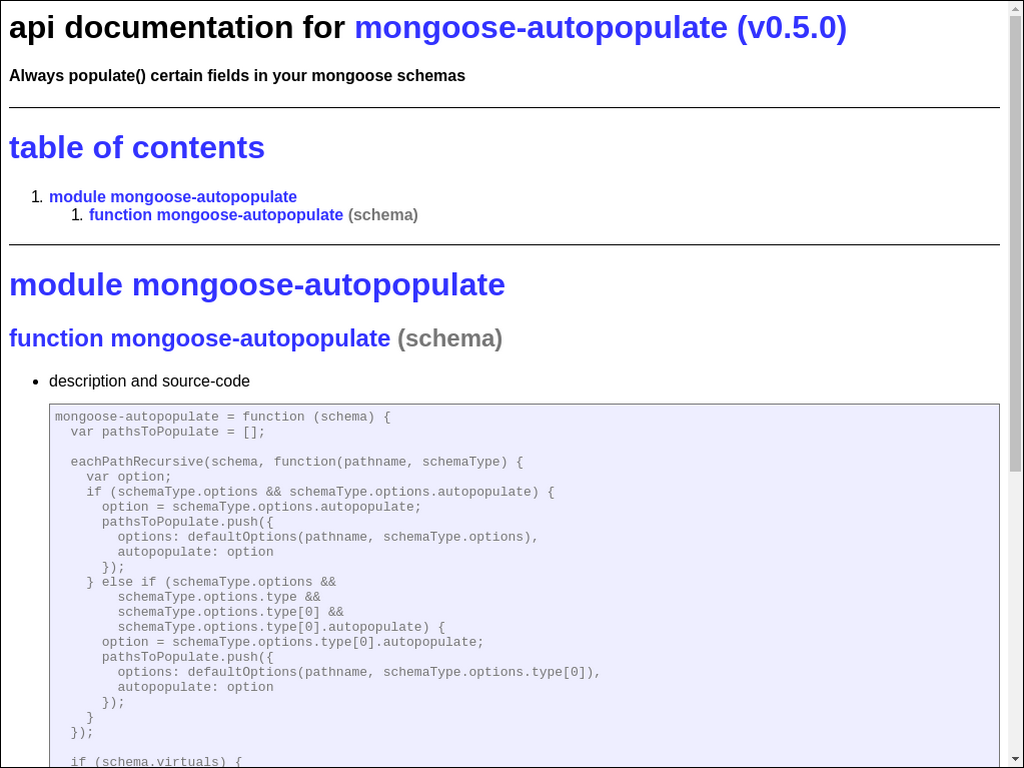 api documentation for mongoose-autopopulate (v0.5.0)
Always populate() certain fields in your mongoose schemas
table of contents
1. module mongoose-autopopulate
1. function mongoose-autopopulate (schema)
module mongoose-autopopulate
function mongoose-autopopulate (schema)
• description and source-code
mongoose-autopopulate = function (schema) {
  var pathsToPopulate = [];

  eachPathRecursive(schema, function(pathname, schemaType) {
    var option;
    if (schemaType.options && schemaType.options.autopopulate) {
      option = schemaType.options.autopopulate;
      pathsToPopulate.push({
        options: defaultOptions(pathname, schemaType.options),
        autopopulate: option
      });
    } else if (schemaType.options &&
        schemaType.options.type &&
        schemaType.options.type[0] &&
        schemaType.options.type[0].autopopulate) {
      option = schemaType.options.type[0].autopopulate;
      pathsToPopulate.push({
        options: defaultOptions(pathname, schemaType.options.type[0]),
        autopopulate: option
      });
    }
  });

  if (schema.virtuals) {